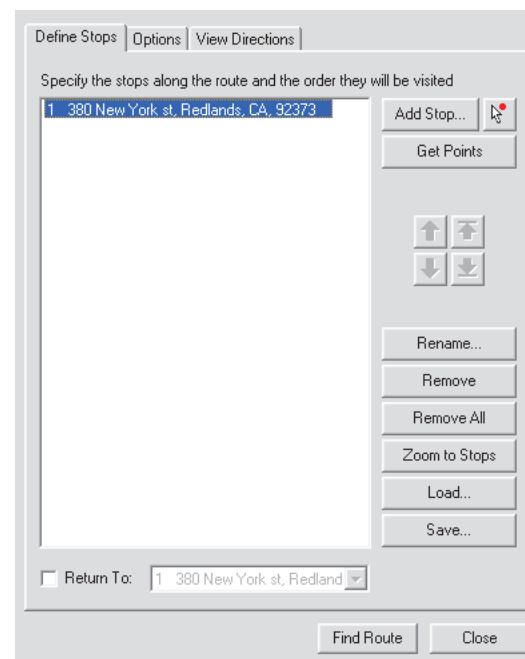 Define Stops Options View Directions
Specify the stops along the route and the order they will be visited
1 380 New York st, Redlands, CA, 92373
Add Stop...
Get Points
Rename...
Remove
Remove All
Zoom to Stops
Load...
Save...
Return To: 1 380 New York st, Redland
Find Route Close